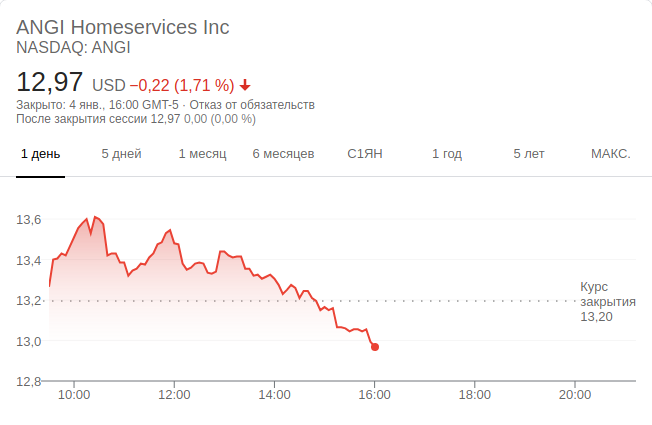 ANGI Homeservices Inc
NASDAQ: ANGI
12,97 USD −0,22 (1,71 %)
Закрыто: 4 янв., 16:00 GMT-5 · Отказ от обязательств
После закрытия сессии 12,97 0,00 (0,00 %)
1 день 5 дней 1 месяц 6 месяцев С1ЯН 1 год 5 лет МАКС.
13,6
13,4
13,2
13,0
12,8
Курс
закрытия
13,20
10:00 12:00 14:00 16:00 18:00 20:00